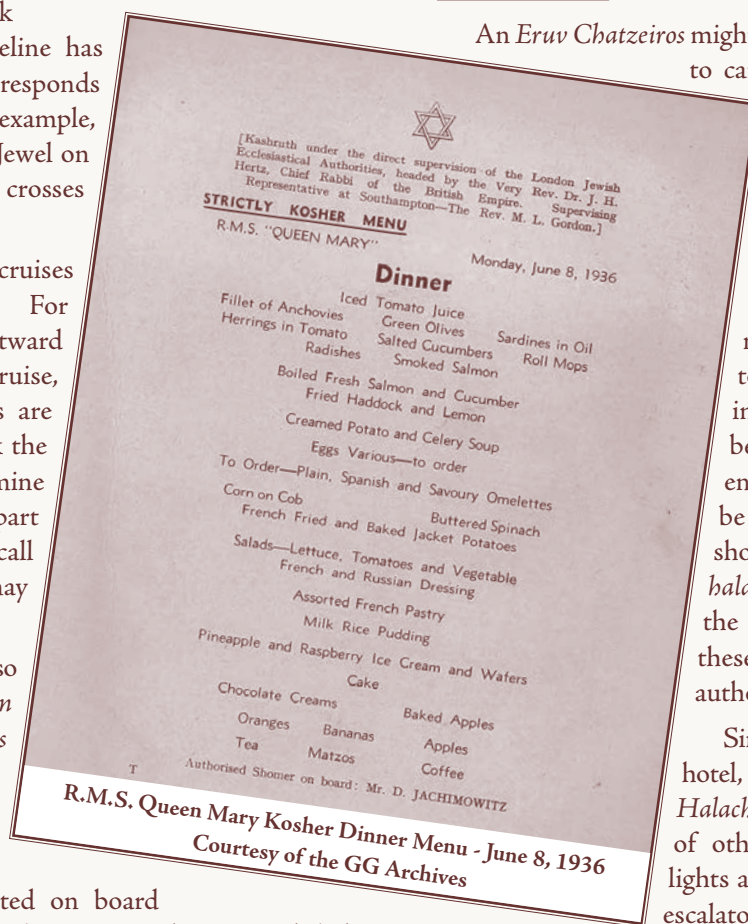 k
eline has
responds
example,
Jewel on
crosses
cruises
For
tward
ruise,
s are
k the
mine
part
call
may
so
n
s
ted on board
An Eruv Chatzeiros migh
to ca
[Kashruth under the direct supervision of the London Jewish
Ecclesiastical Authorities, headed by the Very Rev. Dr. J. H.
Hertz, Chief Rabbi of the British Empire. Supervising
Representative at Southampton—The Rev. M. L. Gordon.]
STRICTLY KOSHER MENU
R.M.S. "QUEEN MARY"
Monday, June 8, 1936
Dinner
Iced Tomato Juice
Fillet of Anchovies Green Olives Sardines in Oil
Herrings in Tomato Salted Cucumbers Roll Mops
Radishes Smoked Salmon
Boiled Fresh Salmon and Cucumber
Fried Haddock and Lemon
Creamed Potato and Celery Soup
Eggs Various—to order
To Order—Plain, Spanish and Savoury Omelettes
Corn on Cob Buttered Spinach
French Fried and Baked Jacket Potatoes
Salads—Lettuce, Tomatoes and Vegetable
French and Russian Dressing
Assorted French Pastry
Milk Rice Pudding
Pineapple and Raspberry Ice Cream and Wafers
Cake
Chocolate Creams Baked Apples
Oranges Bananas Apples
Tea Matzos Coffee
T Authorised Shomer on board: Mr. D. JACHIMOWITZ
R.M.S. Queen Mary Kosher Dinner Menu - June 8, 1936
Courtesy of the GG Archives
in
be
en
be
sho
hala
the
these
autho
Si
hotel,
Halach
of oth
lights a
escalato